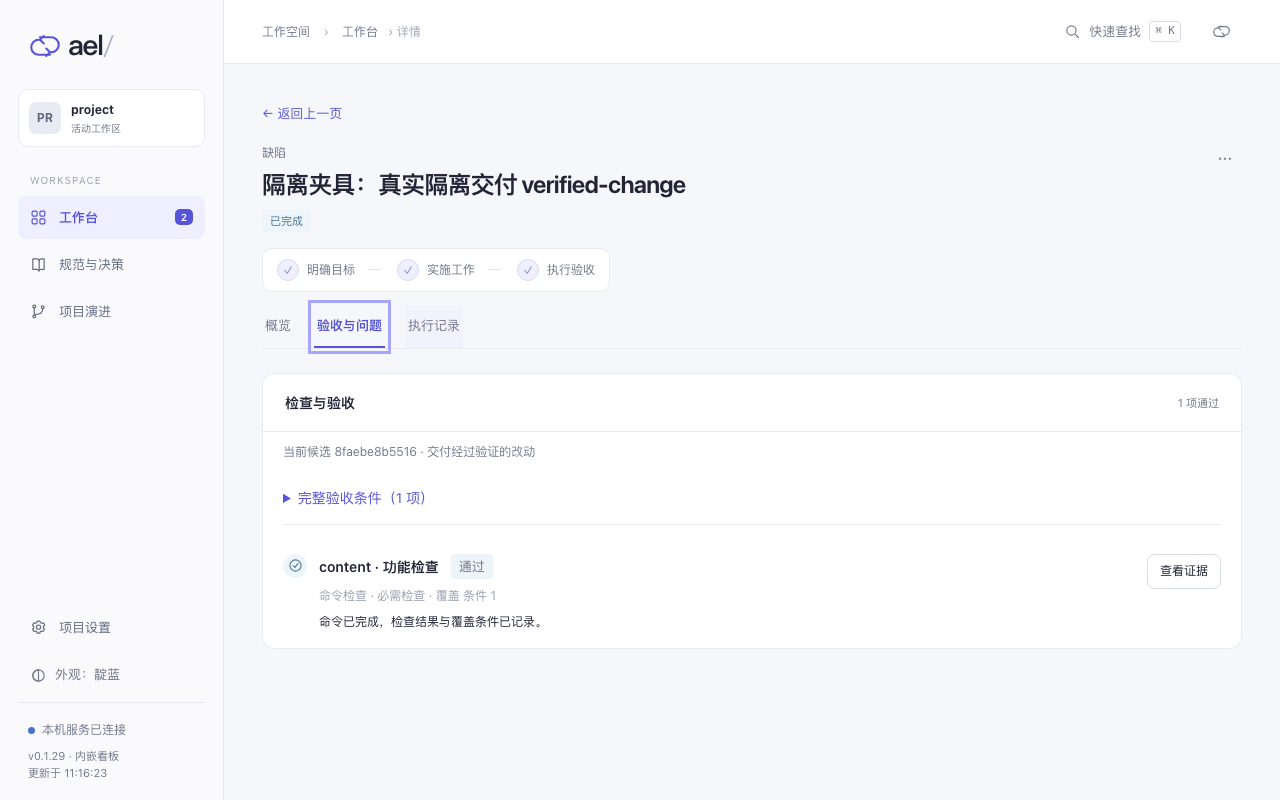 ael/
PR
project
活动工作区
WORKSPACE
工作台
2
规范与决策
项目演进
项目设置
外观：靛蓝
本机服务已连接
v0.1.29 · 内嵌看板
更新于 11:16:23
工作空间 › 工作台 › 详情
快速查找 ⌘ K
← 返回上一页
缺陷
...
隔离夹具：真实隔离交付 verified-change
已完成
明确目标 — 实施工作 — 执行验收
概览 验收与问题 执行记录
检查与验收
1 项通过
当前候选 8faebe8b5516 · 交付经过验证的改动
▶ 完整验收条件（1 项）
content · 功能检查 通过
查看证据
命令检查 · 必需检查 · 覆盖 条件 1
命令已完成，检查结果与覆盖条件已记录。